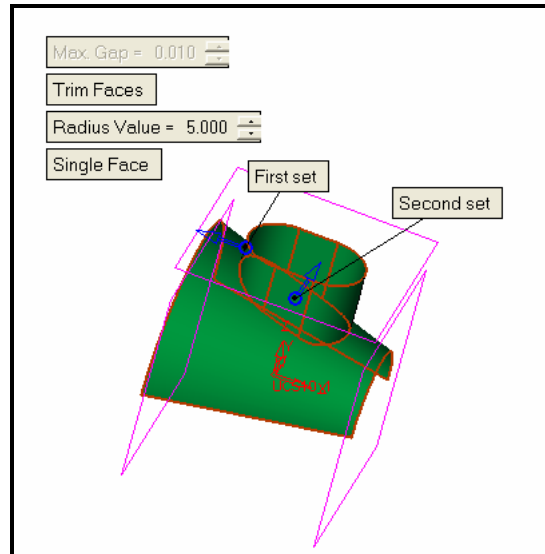 Max. Gap = 0.010
Trim Faces
Radius Value = 5.000
Single Face
First set
Second set